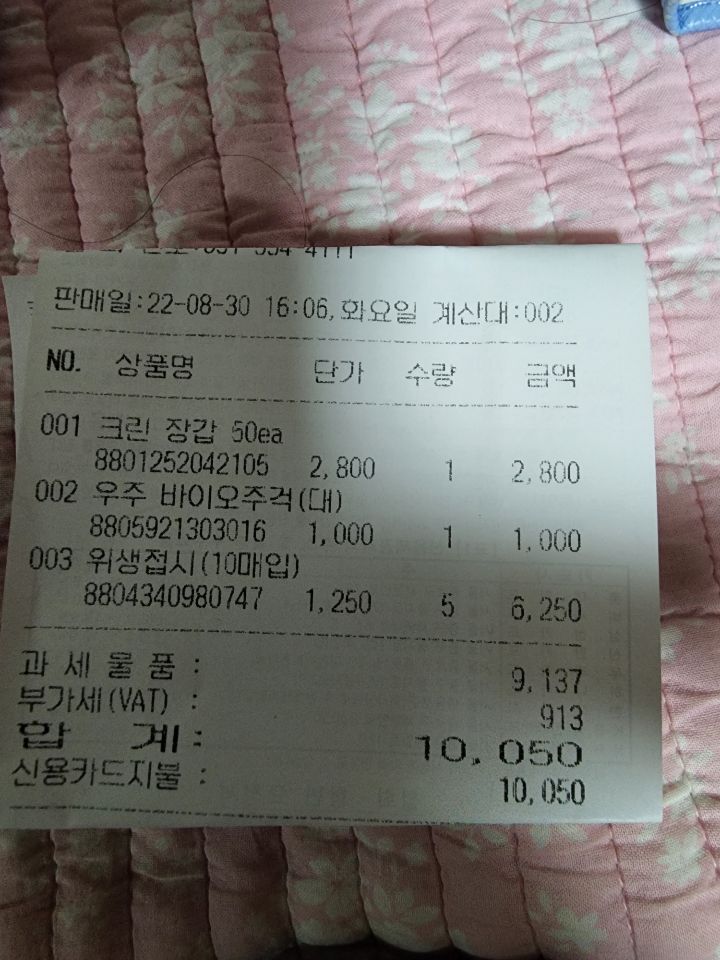 판매일:22-08-30 16:06,화요일 계산대:002
NO. 상품명 단가 수량 금액
001 크린 장갑 50ea
8801252042105 2,800 1 2,800
002 우주 바이오주걱(대)
8805921303016 1,000 1 1,000
003 위생접시(10매입)
8804340980747 1,250 5 6,250
과 세 물 품 : 9,137
부가세(VAT) : 913
합 계: 10,050
신용카드지불 : 10,050